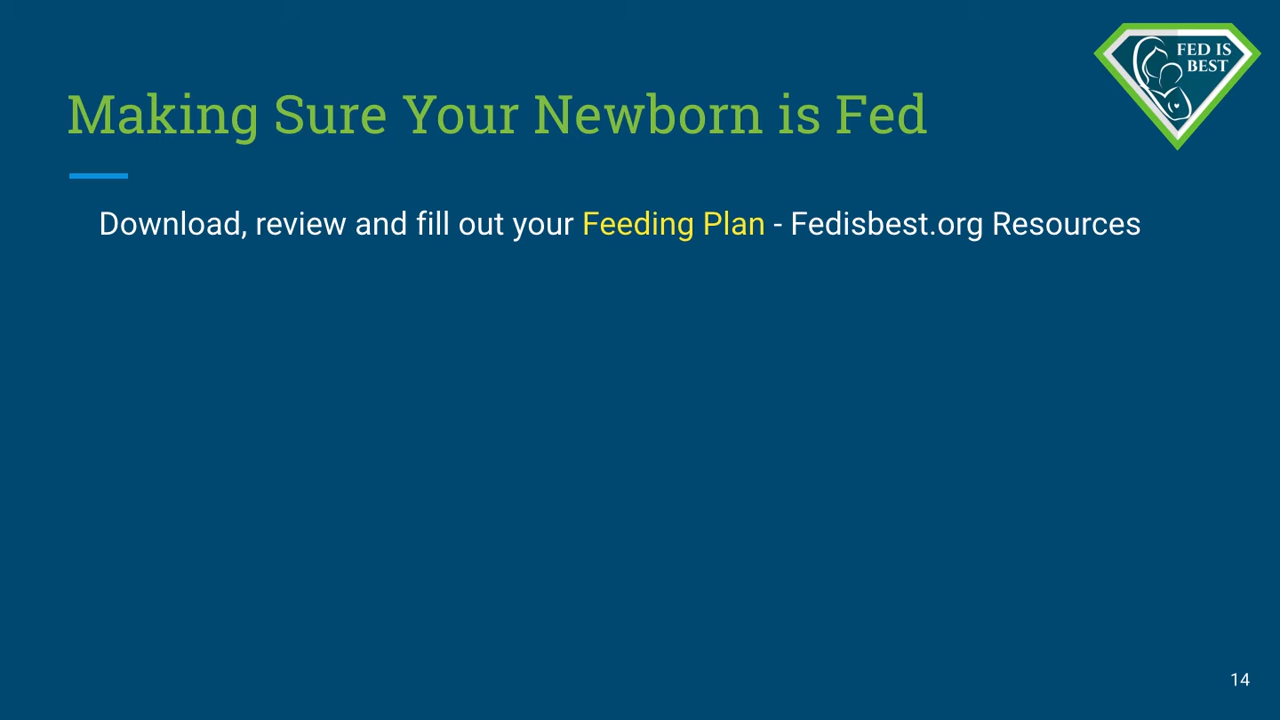 FED IS
BEST
Making Sure Your Newborn is Fed
Download, review and fill out your Feeding Plan - Fedisbest.org Resources
14